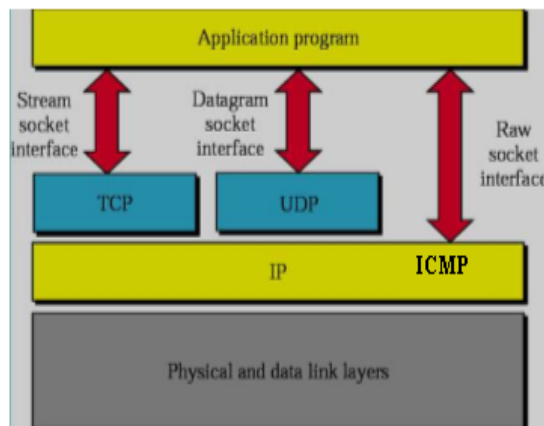 Application program
Stream
socket
interface
Datagram
socket
interface
Raw
socket
interface
TCP
UDP
IP
ICMP
Physical and data link layers